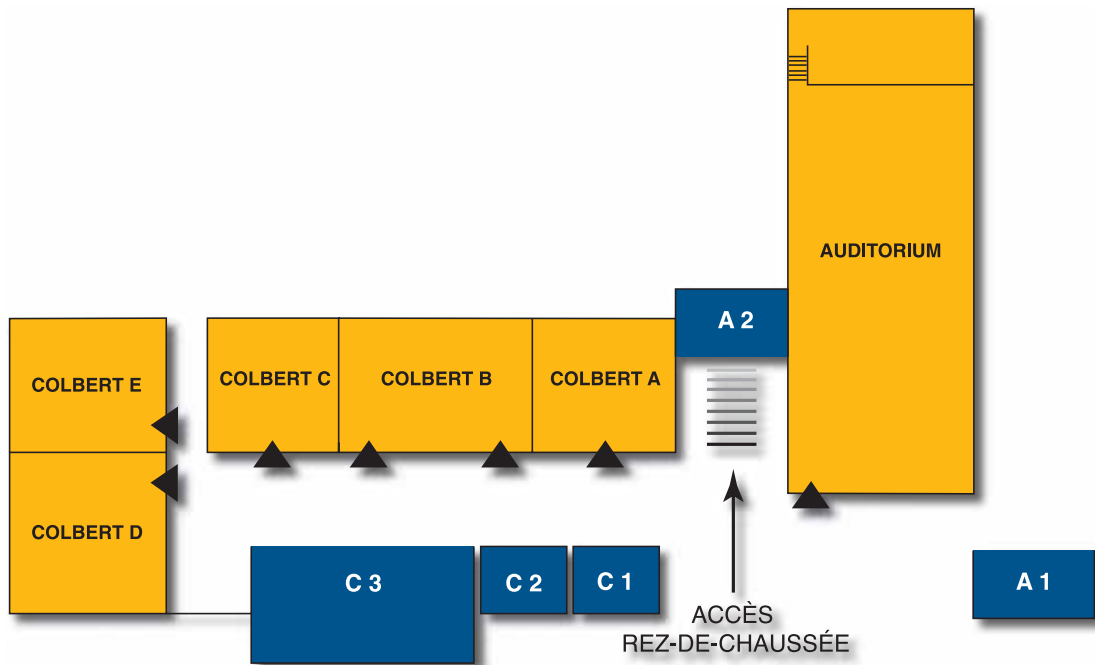 AUDITORIUM
A 2
COLBERT E
COLBERT C
COLBERT B
COLBERT A
COLBERT D
C 3
C 2
C 1
A 1
ACCÈS
REZ-DE-CHAUSSÉE